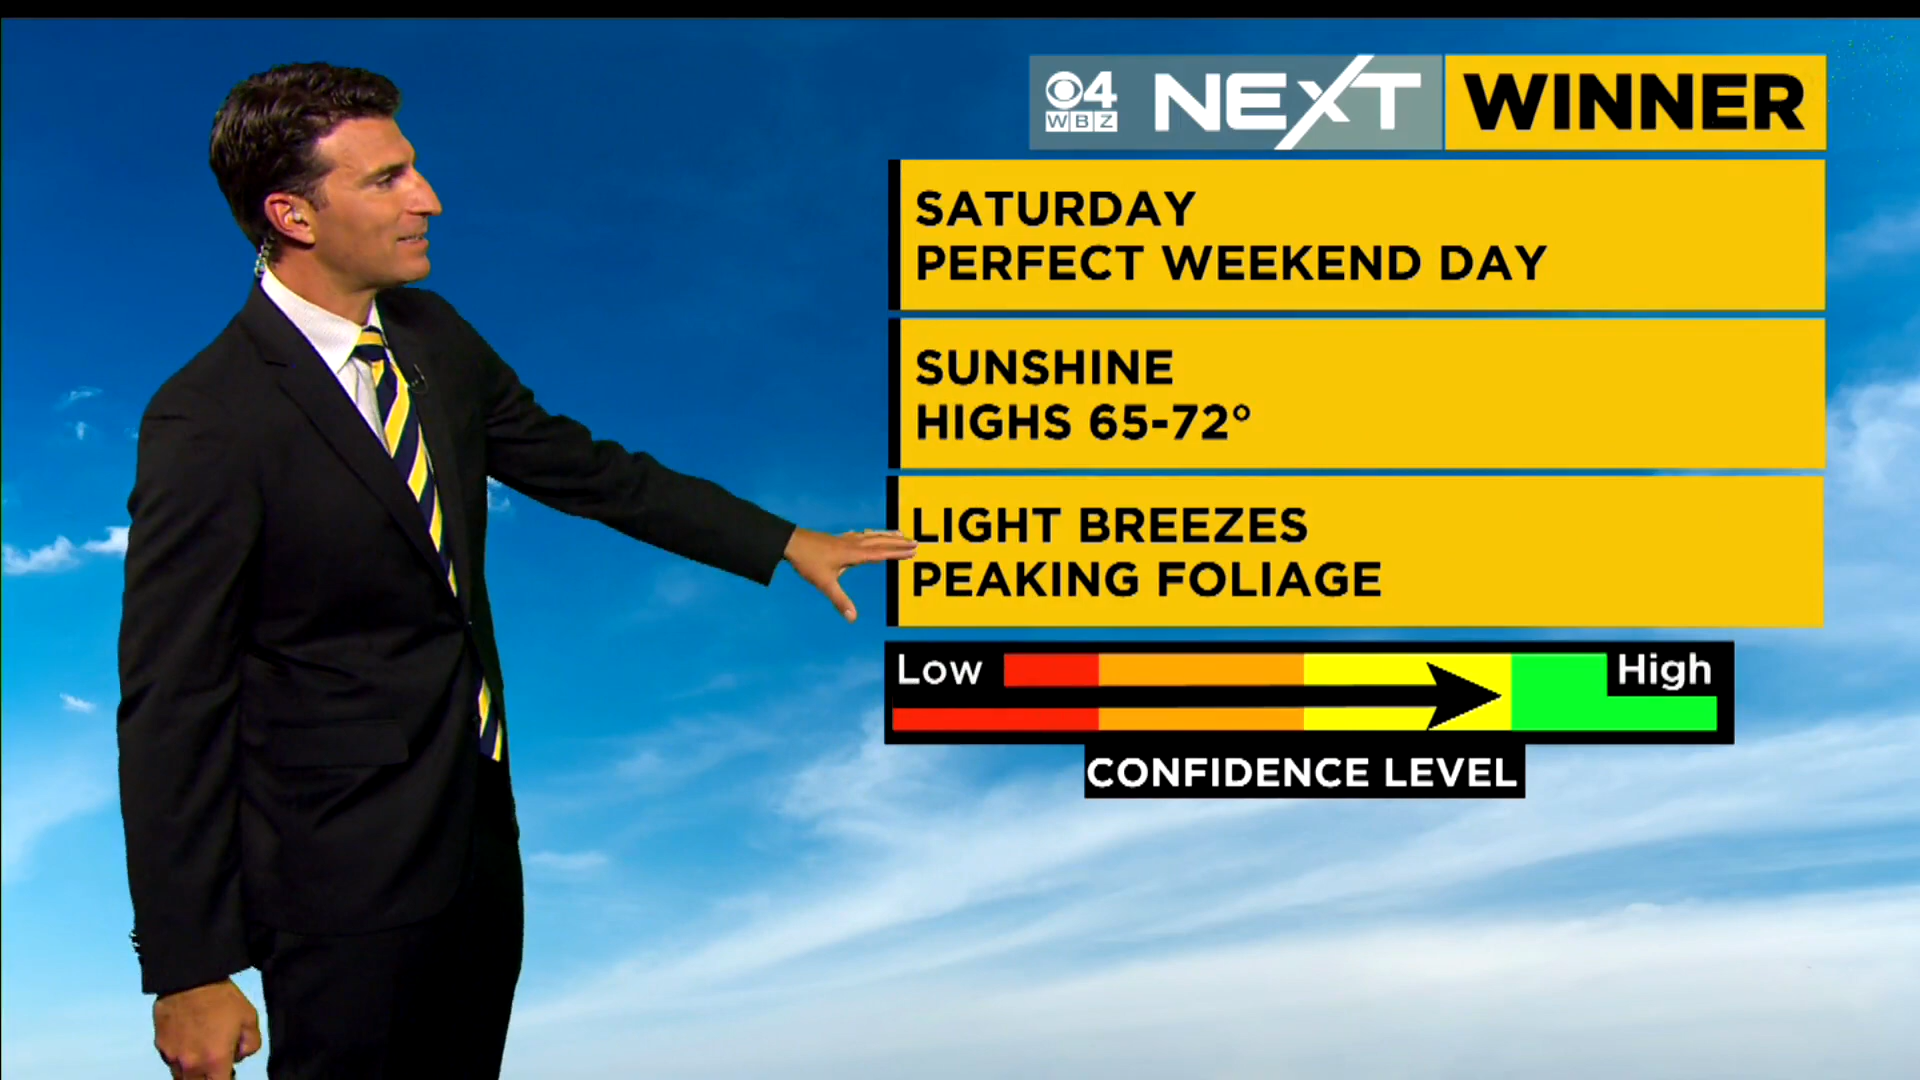 4 NEXT WINNER
WBZ
SATURDAY
PERFECT WEEKEND DAY
SUNSHINE
HIGHS 65-72°
LIGHT BREEZES
PEAKING FOLIAGE
Low High
CONFIDENCE LEVEL